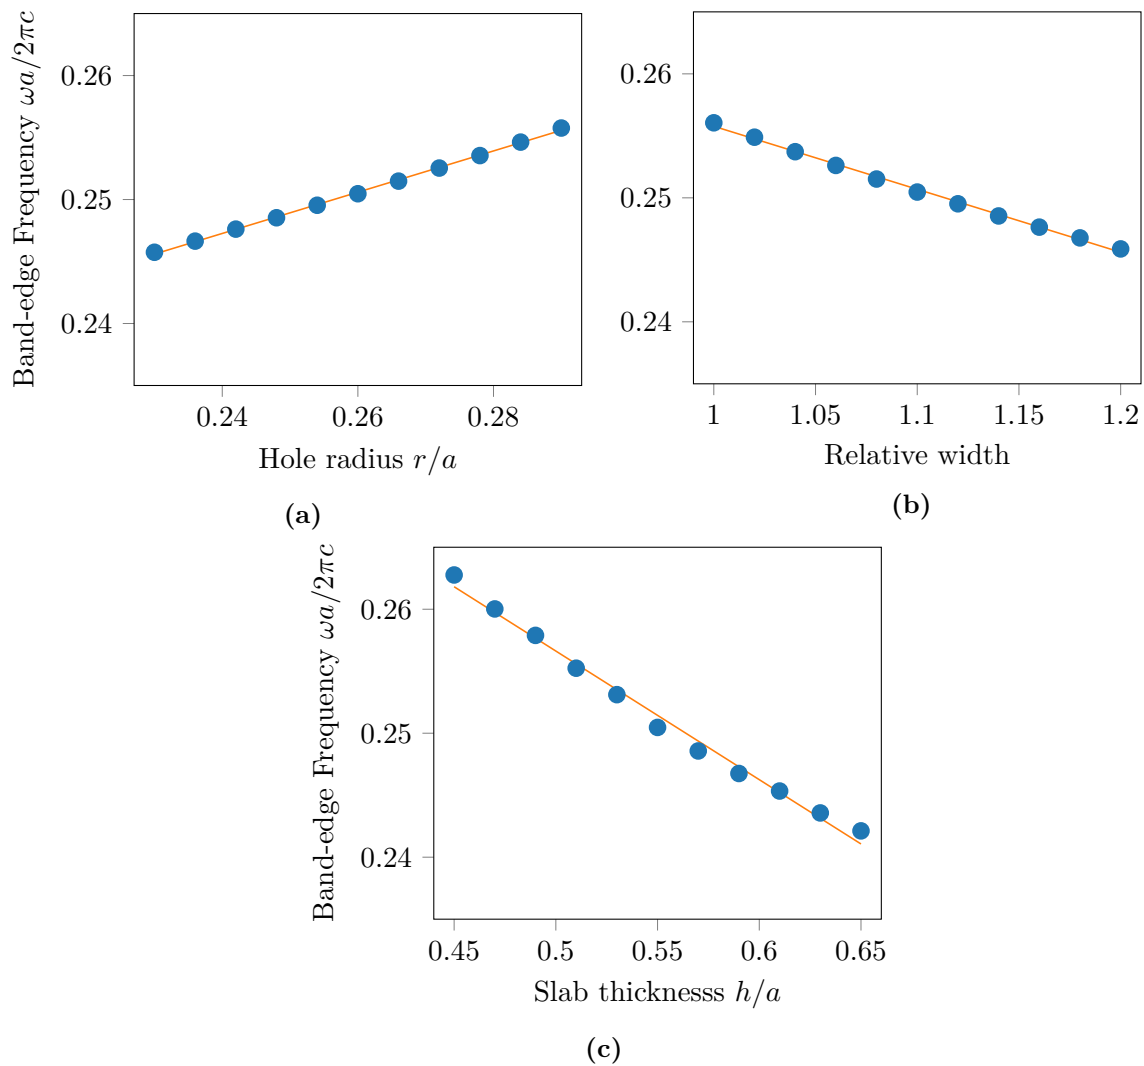 Band-edge Frequency ωa/2πc
0.26
0.25
0.24
0.24 0.26 0.28
Hole radius r/a
(a)
0.26
0.25
0.24
1 1.05 1.1 1.15 1.2
Relative width
(b)
Band-edge Frequency ωa/2πc
0.26
0.25
0.24
0.45 0.5 0.55 0.6 0.65
Slab thicknesss h/a
(c)